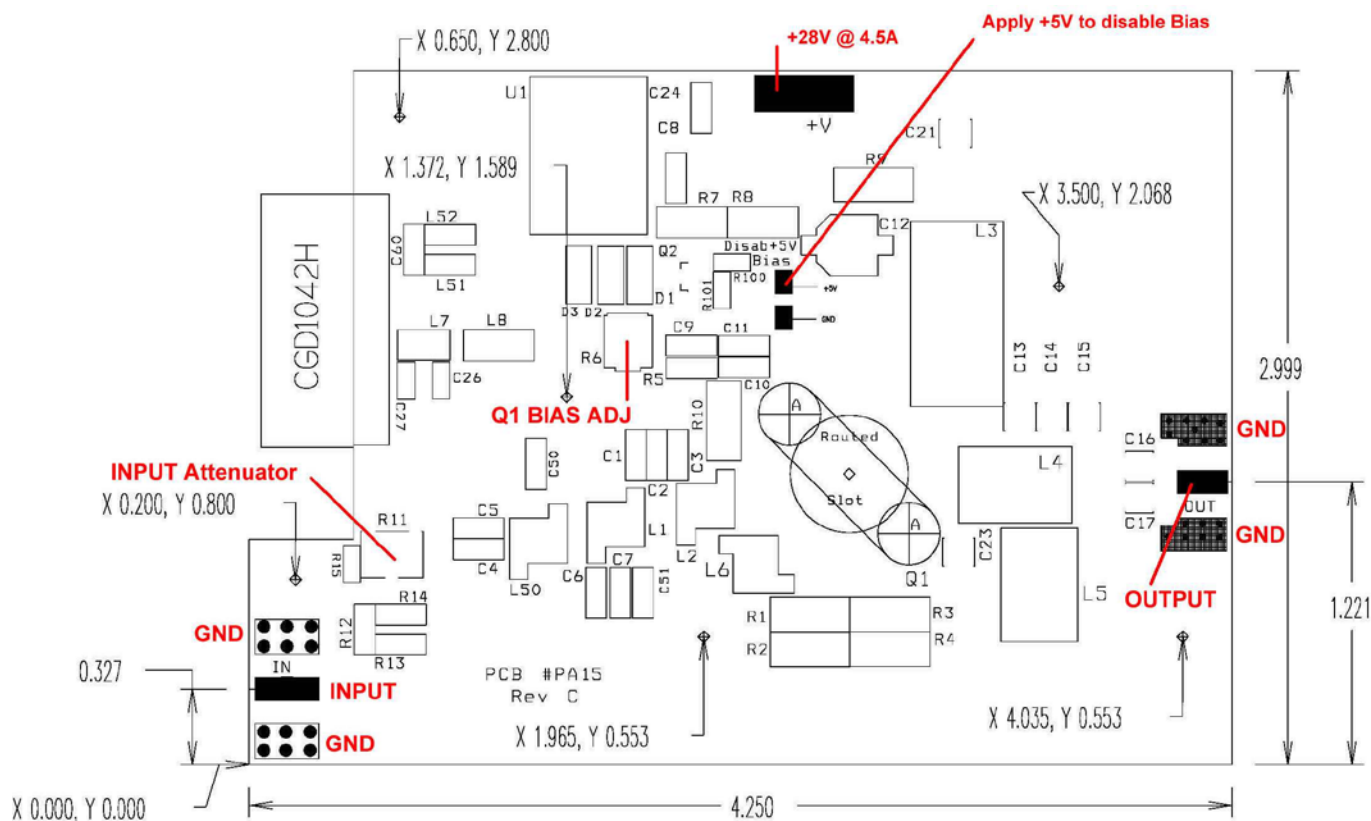 Apply +5V to disable Bias
+28V @ 4.5A
X 0.650, Y 2.800
U1
C24
C8
+V
C21
R9
X 1.372, Y 1.589
X 3.500, Y 2.068
R7
R8
C12
L3
L52
C60
L51
CGD1042H
Q2
Disab+5V
Bias
R100
R101
+5V
GND
D1
D3
D2
L7
L8
C9
C11
R6
R5
C10
C26
C27
C13
C14
C15
2.999
Q1 BIAS ADJ
R10
A
Routed
Slot
A
C16
GND
INPUT Attenuator
C50
C1
C3
C2
L4
X 0.200, Y 0.800
OUT
C17
GND
R11
C5
C4
L50
L1
L2
R15
C6
C7
C51
L6
Q1
C23
L5
OUTPUT
1.221
R14
R12
R13
GND
R1
R3
R2
R4
0.327
IN
INPUT
PCB #PA15
Rev C
GND
X 1.965, Y 0.553
X 4.035, Y 0.553
X 0.000, Y 0.000
4.250